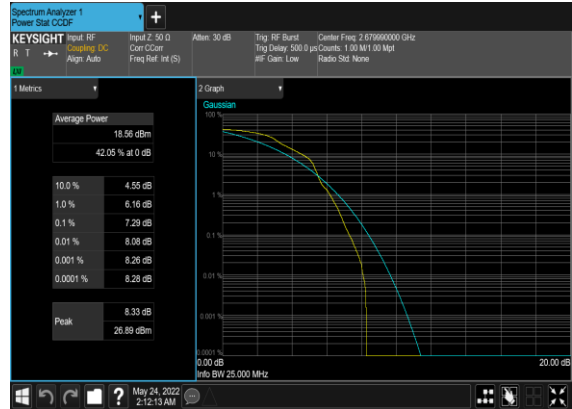 Spectrum Analyzer 1
Power Stat CCDF
KEYSIGHT
R T
LW
Input: RF
Coupling: DC
Align: Auto
Input Z: 50 Ω
Corr CCorr
Freq Ref: Int (S)
Atten: 30 dB
Trig: RF Burst
Trig Delay: 500.0 µs
#IF Gain: Low
Center Freq: 2.679990000 GHz
Counts: 1.00 M/1.00 Mpt
Radio Std: None
1 Metrics
Average Power
18.56 dBm
42.05 % at 0 dB
10.0 % 4.55 dB
1.0 % 6.16 dB
0.1 % 7.29 dB
0.01 % 8.08 dB
0.001 % 8.26 dB
0.0001 % 8.28 dB
Peak
8.33 dB
26.89 dBm
2 Graph
Gaussian
100 %
10 %
1 %
0.1 %
0.01 %
0.001 %
0.0001 %
0.00 dB 20.00 dB
Info BW 25.000 MHz
? May 24, 2022
2:12:13 AM